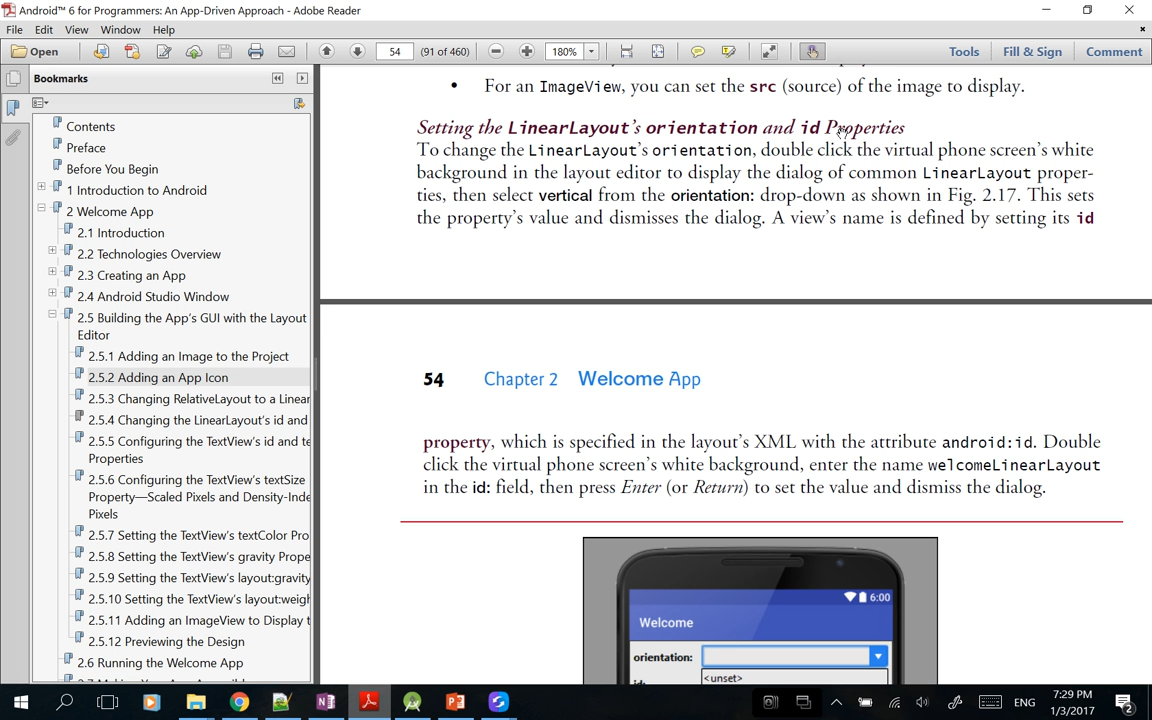 Android™ 6 for Programmers: An App-Driven Approach - Adobe Reader
File Edit View Window Help
Open 54 (91 of 460) 180% Tools Fill & Sign Comment
Bookmarks
Contents
Preface
Before You Begin
1 Introduction to Android
2 Welcome App
2.1 Introduction
2.2 Technologies Overview
2.3 Creating an App
2.4 Android Studio Window
2.5 Building the App's GUI with the Layout
Editor
2.5.1 Adding an Image to the Project
2.5.2 Adding an App Icon
2.5.3 Changing RelativeLayout to a Linear
2.5.4 Changing the LinearLayout's id and
2.5.5 Configuring the TextView's id and te
Properties
2.5.6 Configuring the TextView's textSize
Property—Scaled Pixels and Density-Inde
Pixels
2.5.7 Setting the TextView's textColor Pro
2.5.8 Setting the TextView's gravity Prope
2.5.9 Setting the TextView's layout:gravity
2.5.10 Setting the TextView's layout:weigh
2.5.11 Adding an ImageView to Display t
2.5.12 Previewing the Design
2.6 Running the Welcome App
• For an ImageView, you can set the src (source) of the image to display.
Setting the LinearLayout's orientation and id Properties
To change the LinearLayout's orientation, double click the virtual phone screen's white
background in the layout editor to display the dialog of common LinearLayout proper-
ties, then select vertical from the orientation: drop-down as shown in Fig. 2.17. This sets
the property's value and dismisses the dialog. A view's name is defined by setting its id
54 Chapter 2 Welcome App
property, which is specified in the layout's XML with the attribute android:id. Double
click the virtual phone screen's white background, enter the name welcomeLinearLayout
in the id: field, then press Enter (or Return) to set the value and dismiss the dialog.
6:00
Welcome
orientation:
<unset>
id:
ENG
7:29 PM
1/3/2017
2